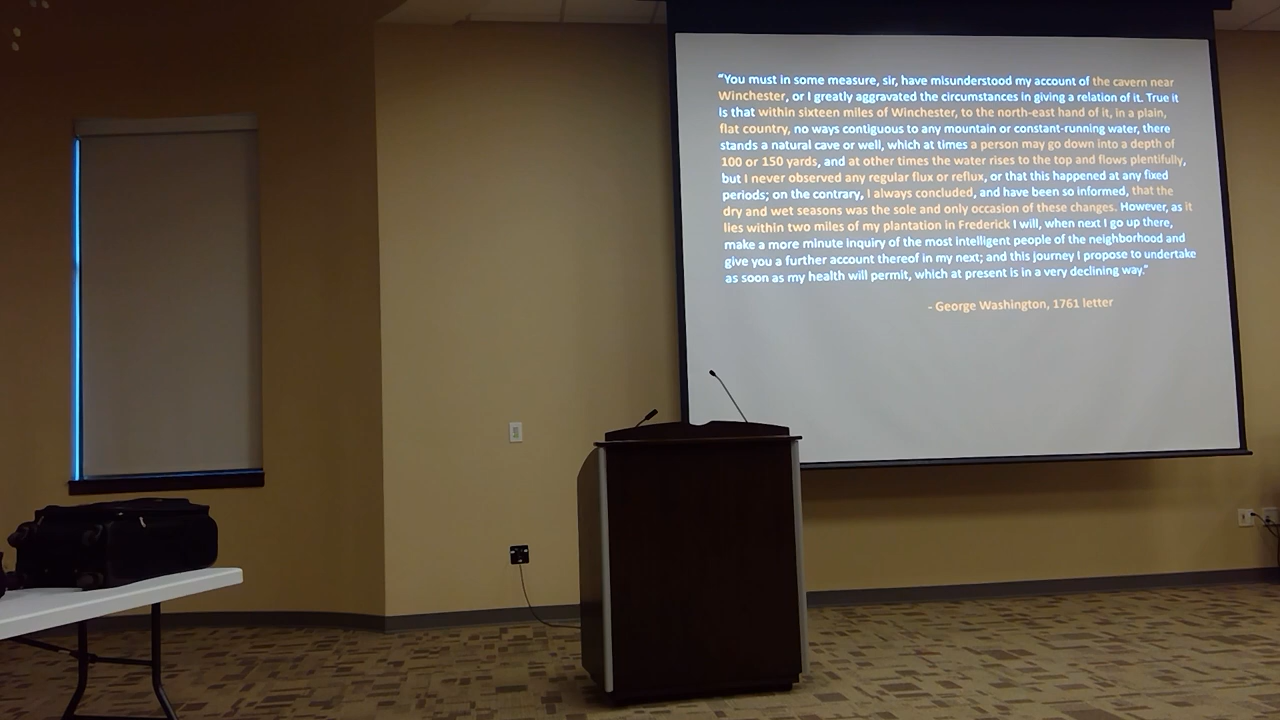 “You must in some measure, sir, have misunderstood my account of the cavern near
Winchester, or I greatly aggravated the circumstances in giving a relation of it. True it
is that within sixteen miles of Winchester, to the north-east hand of it, in a plain,
flat country, no ways contiguous to any mountain or constant-running water, there
stands a natural cave or well, which at times a person may go down into a depth of
100 or 150 yards, and at other times the water rises to the top and flows plentifully,
but I never observed any regular flux or reflux, or that this happened at any fixed
periods; on the contrary, I always concluded, and have been so informed, that the
dry and wet seasons was the sole and only occasion of these changes. However, as it
lies within two miles of my plantation in Frederick I will, when next I go up there,
make a more minute inquiry of the most intelligent people of the neighborhood and
give you a further account thereof in my next; and this journey I propose to undertake
as soon as my health will permit, which at present is in a very declining way.”
- George Washington, 1761 letter